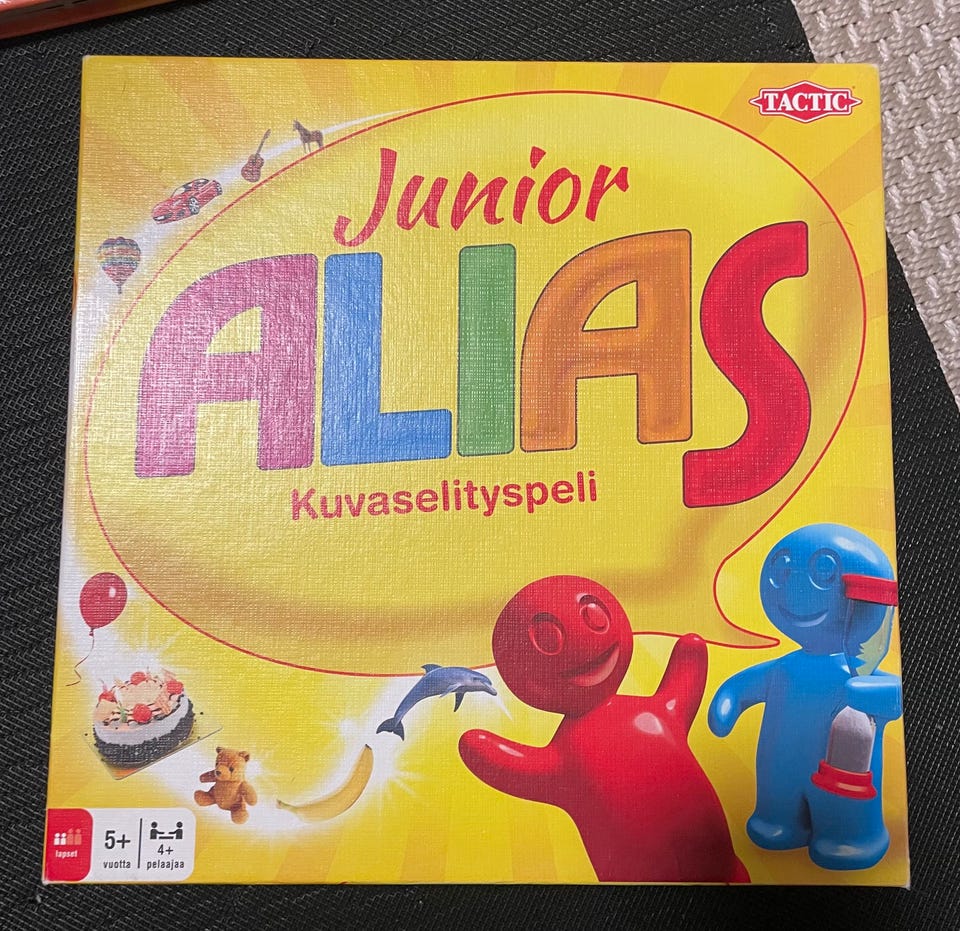 TACTIC
Junior
ALIAS
Kuvaselityspeli
lapset
5+
vuotta
4+
pelaajaa